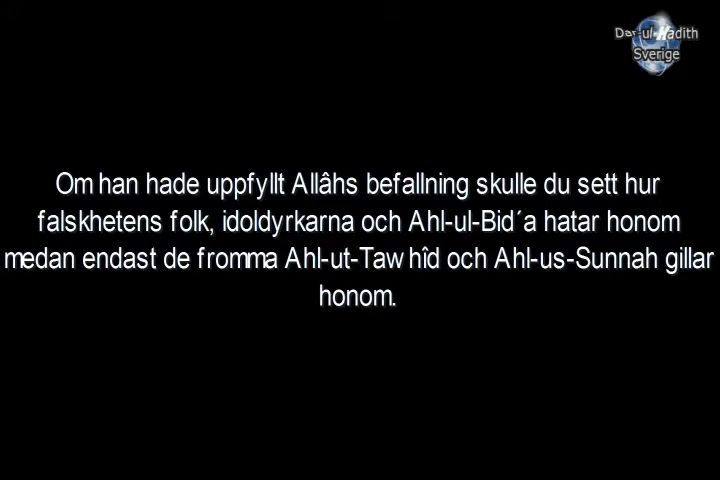 Dar-ul Hadith
Sverige
Om han hade uppfyllt Allâhs befallning skulle du sett hur
falskhetens folk, idoldyrkarna och Ahl-ul-Bid´a hatar honom
medan endast de fromma Ahl-ut-Tawhîd och Ahl-us-Sunnah gillar
honom.